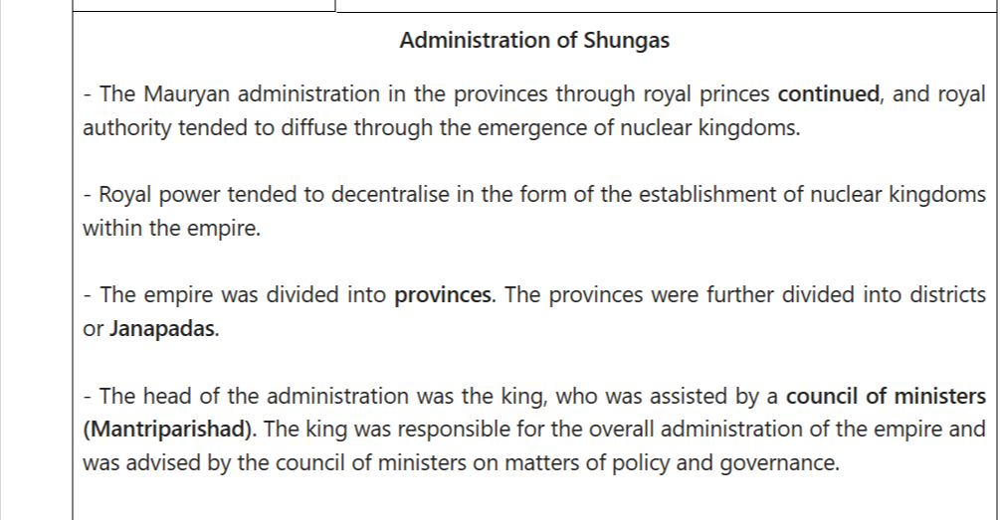 Administration of Shungas
- The Mauryan administration in the provinces through royal princes continued, and royal
authority tended to diffuse through the emergence of nuclear kingdoms.
- Royal power tended to decentralise in the form of the establishment of nuclear kingdoms
within the empire.
- The empire was divided into provinces. The provinces were further divided into districts
or Janapadas.
- The head of the administration was the king, who was assisted by a council of ministers
(Mantriparishad). The king was responsible for the overall administration of the empire and
was advised by the council of ministers on matters of policy and governance.